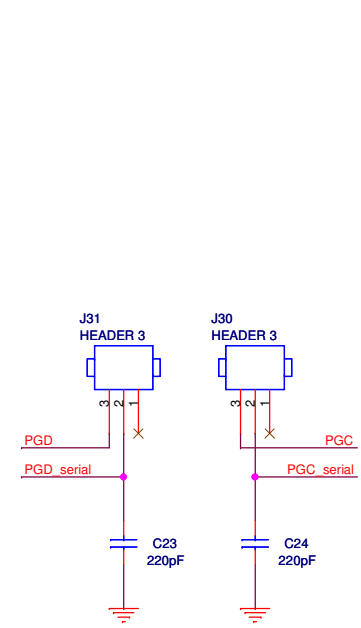 J31
HEADER 3
J30
HEADER 3
3 2 1
3 2 1
PGD
PGC
PGD_serial
PGC_serial
C23
220pF
C24
220pF